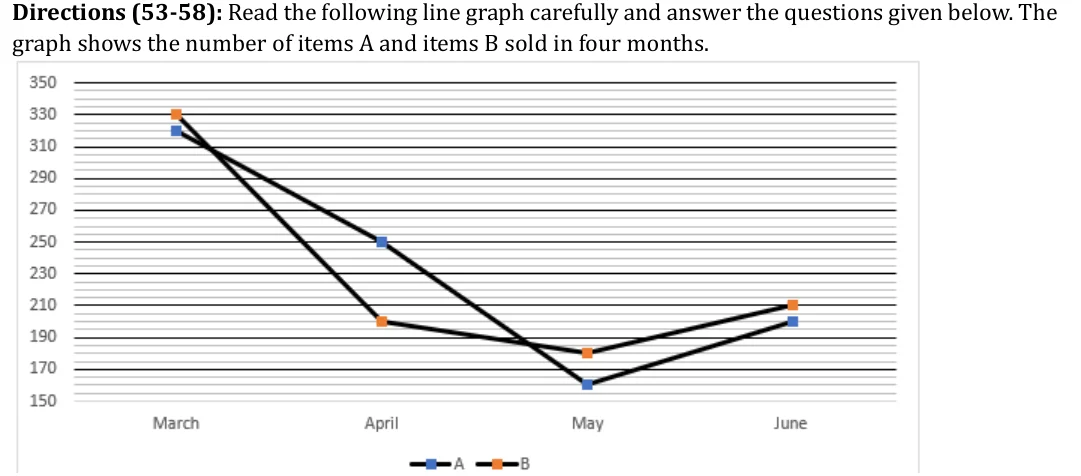 Directions (53-58): Read the following line graph carefully and answer the questions given below. The
graph shows the number of items A and items B sold in four months.
350
330
310
290
270
250
230
210
190
170
150
March April May June
A B